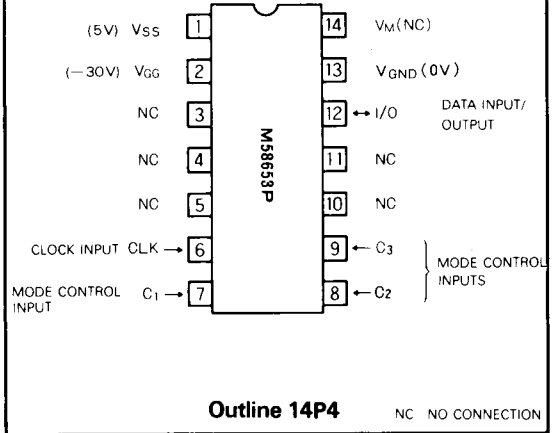 (5V) VSS 1
14 VM(NC)
(−30V) VGG 2
13 VGND(0V)
NC 3
12 ↔ I/O DATA INPUT/
OUTPUT
NC 4
11 NC
NC 5
10 NC
M58653P
CLOCK INPUT CLK → 6
9 ← C3
MODE CONTROL
INPUTS
MODE CONTROL
INPUT
C1 → 7
8 ← C2
Outline 14P4
NC NO CONNECTION